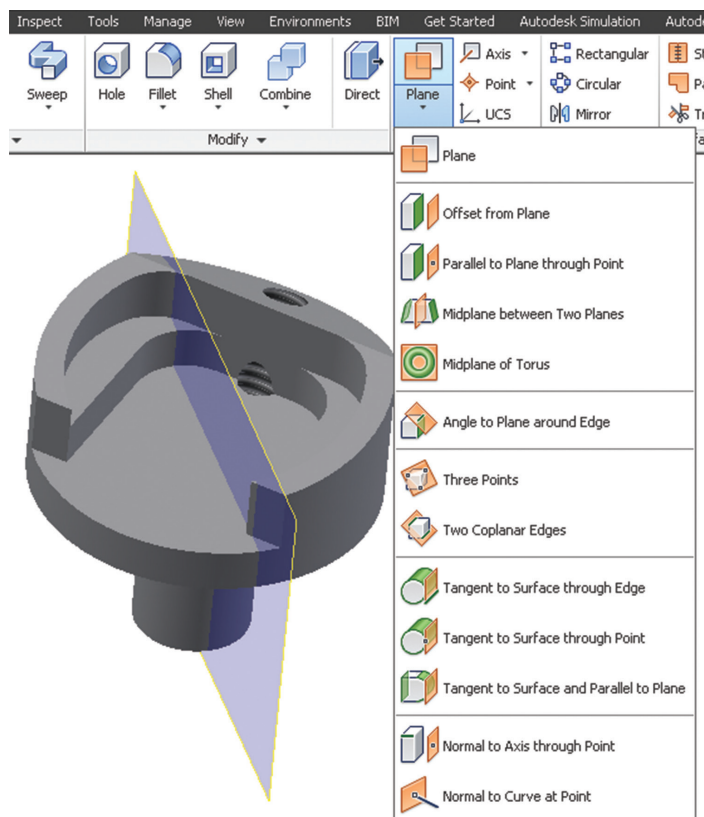 Inspect Tools Manage View Environments BIM Get Started Autodesk Simulation
Sweep
Hole
Fillet
Shell
Combine
Direct
Plane
Axis
Point
UCS
Rectangular
Circular
Mirror
Modify
Plane
Offset from Plane
Parallel to Plane through Point
Midplane between Two Planes
Midplane of Torus
Angle to Plane around Edge
Three Points
Two Coplanar Edges
Tangent to Surface through Edge
Tangent to Surface through Point
Tangent to Surface and Parallel to Plane
Normal to Axis through Point
Normal to Curve at Point